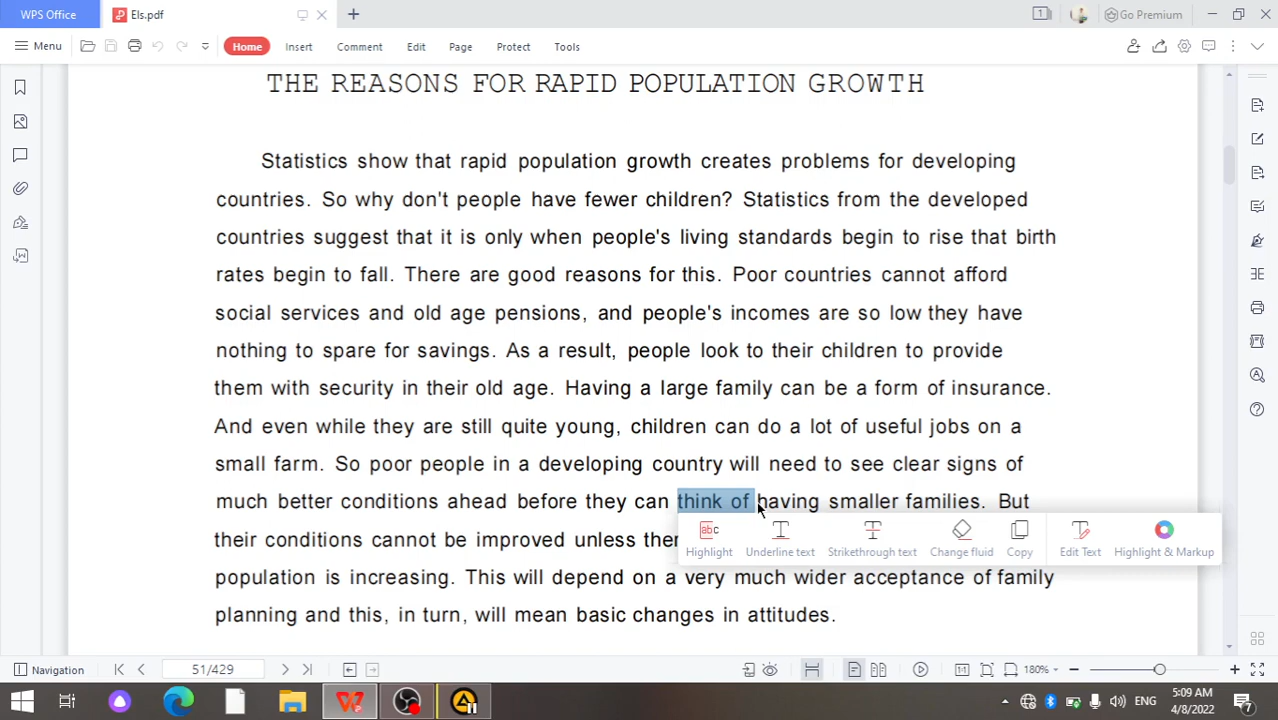 WPS Office
Els.pdf
1
Go Premium
Menu
Home
Insert
Comment
Edit
Page
Protect
Tools
THE REASONS FOR RAPID POPULATION GROWTH
Statistics show that rapid population growth creates problems for developing
countries. So why don't people have fewer children? Statistics from the developed
countries suggest that it is only when people's living standards begin to rise that birth
rates begin to fall. There are good reasons for this. Poor countries cannot afford
social services and old age pensions, and people's incomes are so low they have
nothing to spare for savings. As a result, people look to their children to provide
them with security in their old age. Having a large family can be a form of insurance.
And even while they are still quite young, children can do a lot of useful jobs on a
small farm. So poor people in a developing country will need to see clear signs of
much better conditions ahead before they can think of having smaller families. But
their conditions cannot be improved unless
population is increasing. This will depend on a very much wider acceptance of family
planning and this, in turn, will mean basic changes in attitudes.
abc
Highlight
Underline text
Strikethrough text
Change fluid
Copy
Edit Text
Highlight & Markup
Navigation
51/429
180%
ENG
5:09 AM
4/8/2022
7